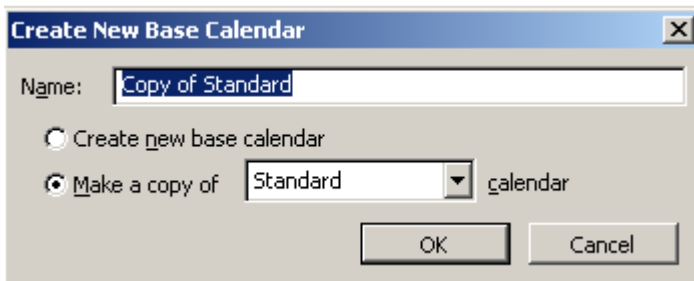 Create New Base Calendar
Name: Copy of Standard
Create new base calendar
Make a copy of Standard calendar
OK Cancel